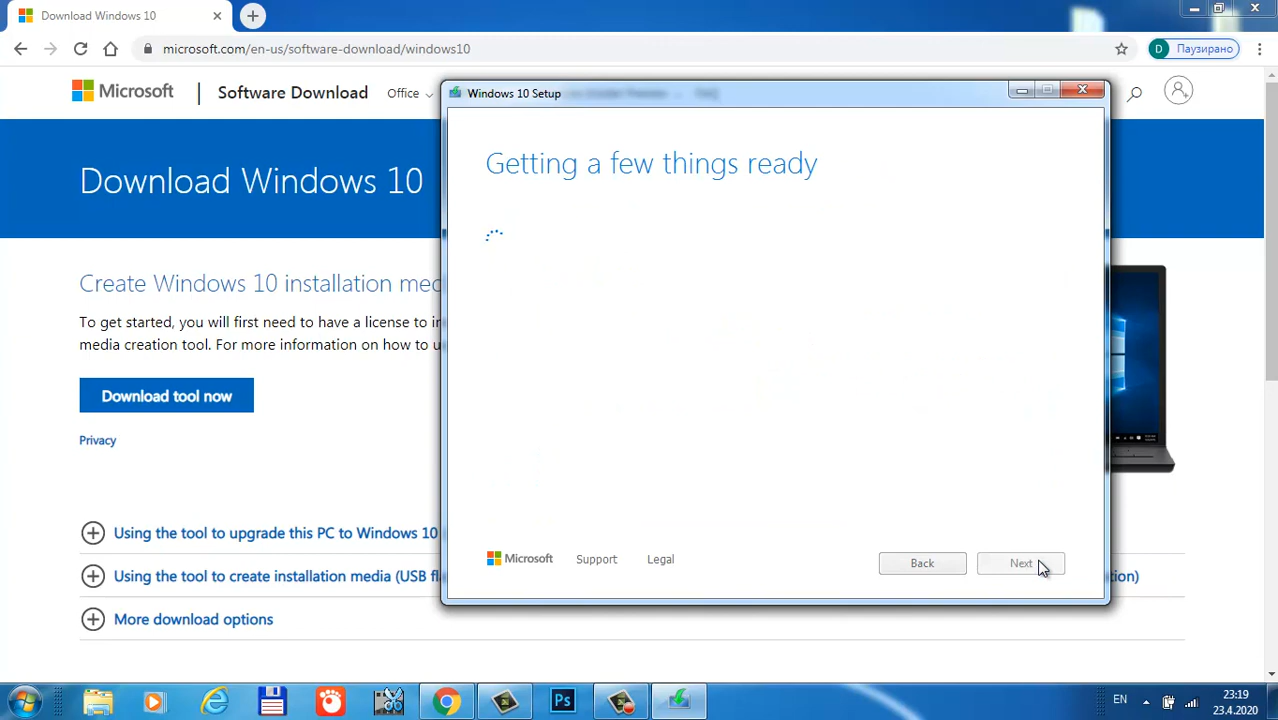 Download Windows 10
microsoft.com/en-us/software-download/windows10
D Паузирано
Microsoft
Software Download
Office
Windows 10 Setup
Download Windows 10
Getting a few things ready
Create Windows 10 installation med
To get started, you will first need to have a license to in
media creation tool. For more information on how to u
Download tool now
Privacy
Using the tool to upgrade this PC to Windows 10
Using the tool to create installation media (USB fl
tion)
More download options
Microsoft
Support
Legal
Back
Next
Ps
EN
23:19
23.4.2020